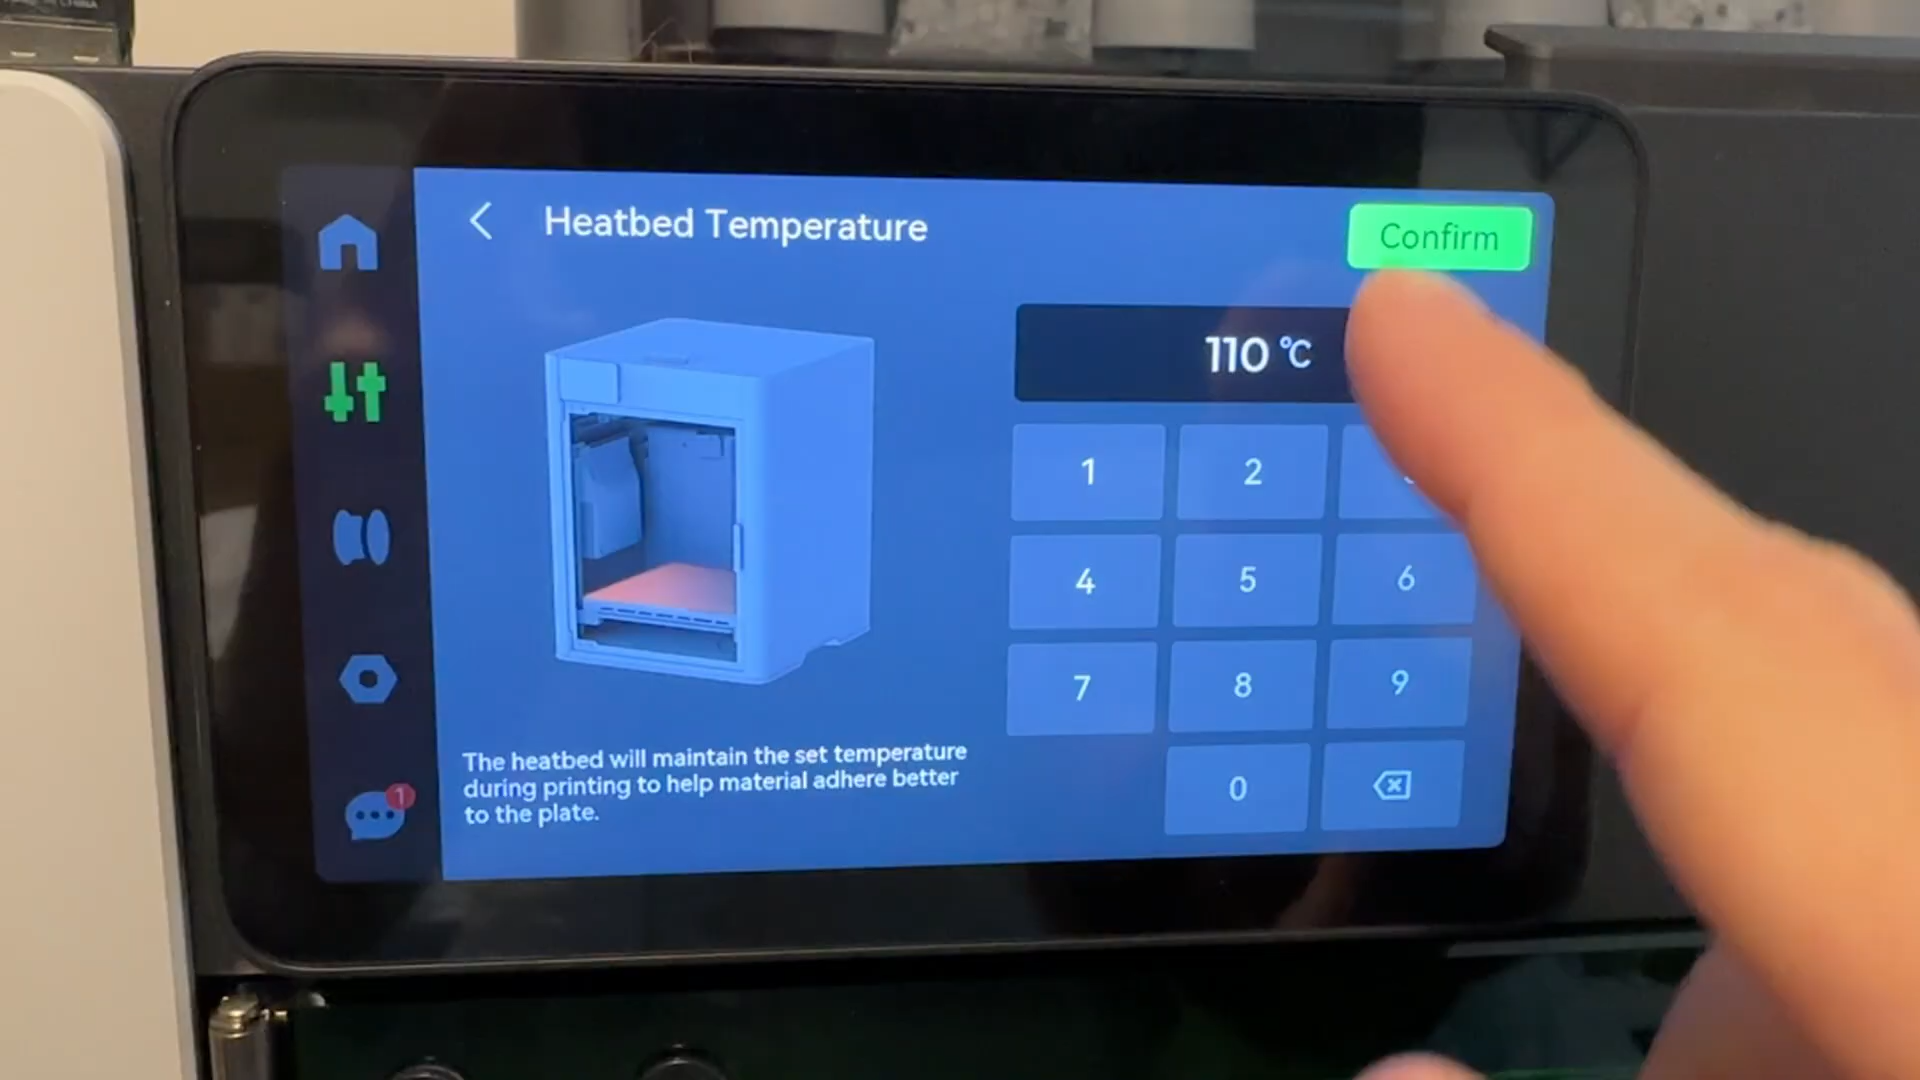 Heatbed Temperature
Confirm
110 °C
1 2
4 5 6
7 8 9
0
The heatbed will maintain the set temperature
during printing to help material adhere better
to the plate.
1